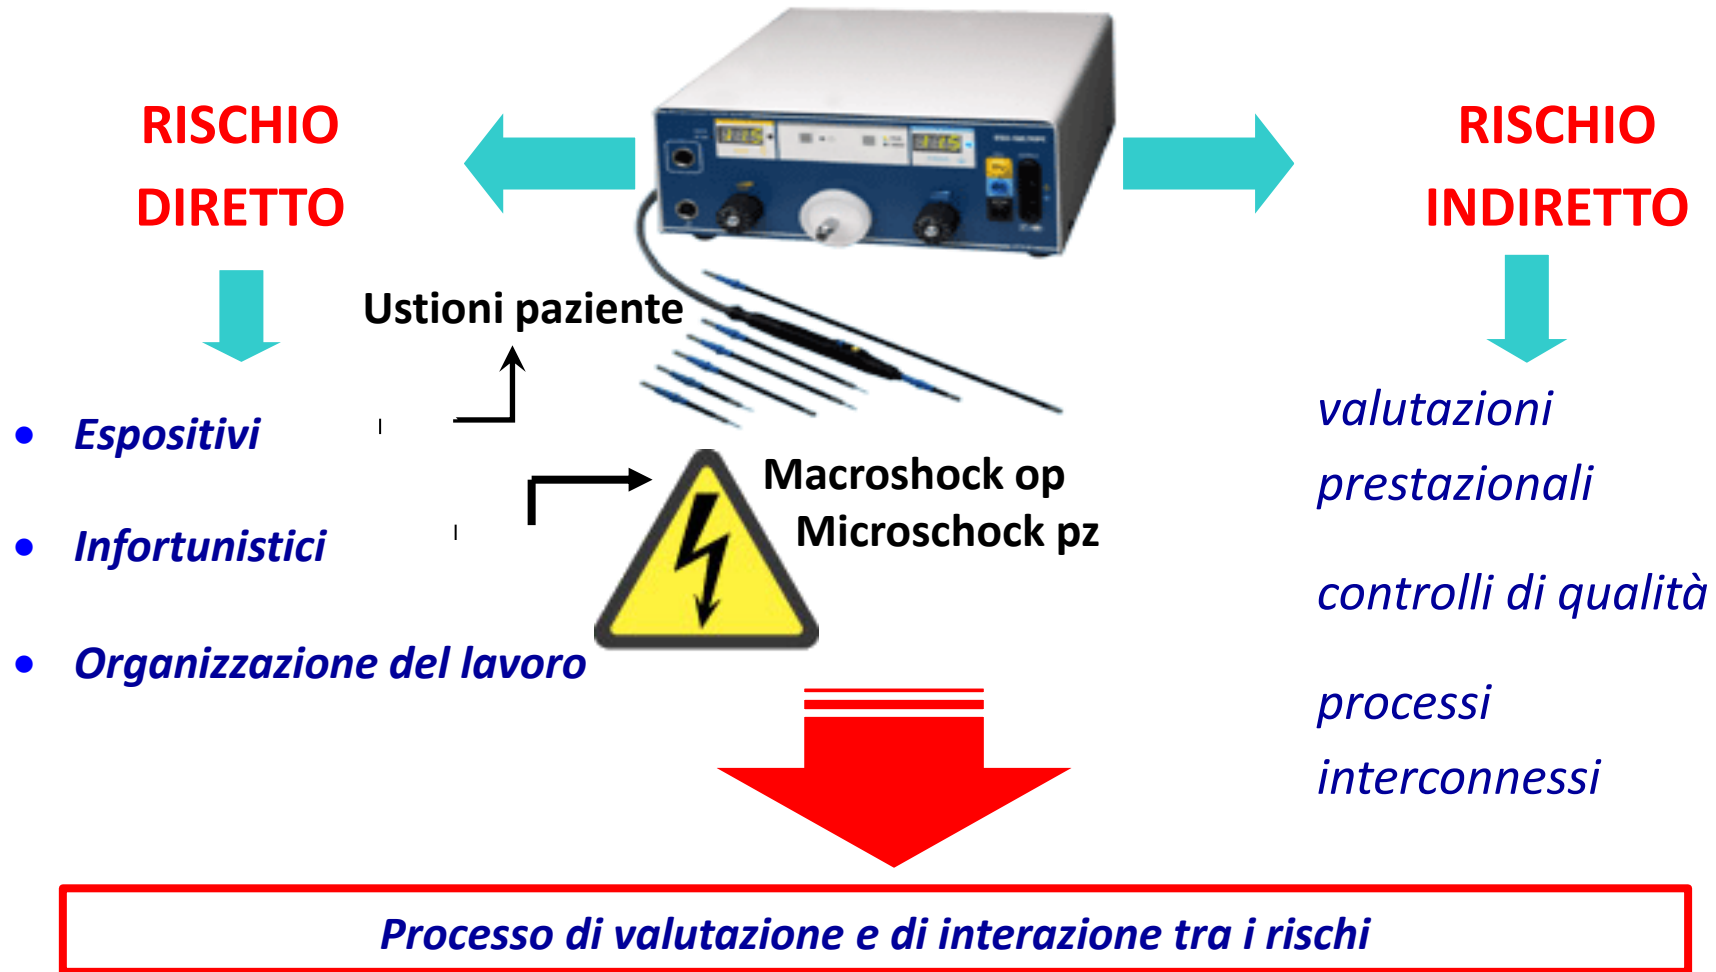 RISCHIO
DIRETTO
RISCHIO
INDIRETTO
Ustioni paziente
• Espositivi
• Infortunistici
• Organizzazione del lavoro
Macroshock op
Microschock pz
valutazioni
prestazionali
controlli di qualità
processi
interconnessi
Processo di valutazione e di interazione tra i rischi